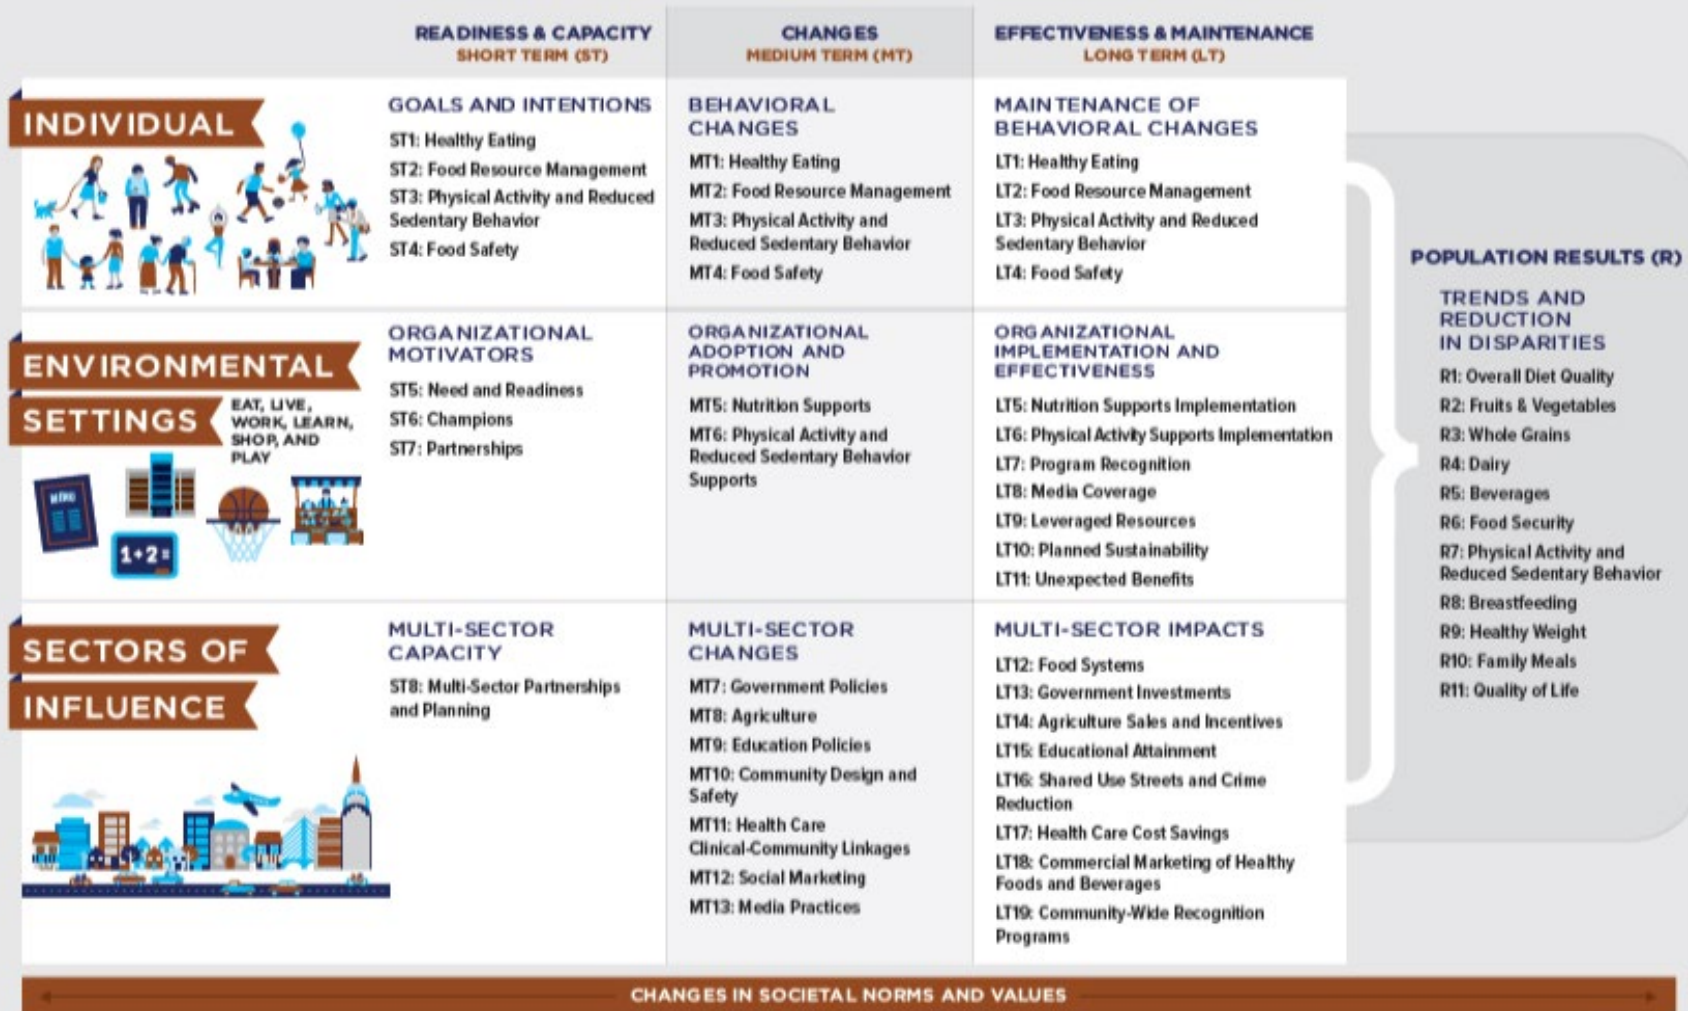 READINESS & CAPACITY
SHORT TERM (ST)
CHANGES
MEDIUM TERM (MT)
EFFECTIVENESS & MAINTENANCE
LONG TERM (LT)
INDIVIDUAL
GOALS AND INTENTIONS
ST1: Healthy Eating
ST2: Food Resource Management
ST3: Physical Activity and Reduced
Sedentary Behavior
ST4: Food Safety
BEHAVIORAL
CHANGES
MT1: Healthy Eating
MT2: Food Resource Management
MT3: Physical Activity and
Reduced Sedentary Behavior
MT4: Food Safety
MAINTENANCE OF
BEHAVIORAL CHANGES
LT1: Healthy Eating
LT2: Food Resource Management
LT3: Physical Activity and Reduced
Sedentary Behavior
LT4: Food Safety
ENVIRONMENTAL
SETTINGS
EAT, LIVE,
WORK, LEARN,
SHOP, AND
PLAY
MENU
1+2=
ORGANIZATIONAL
MOTIVATORS
ST5: Need and Readiness
ST6: Champions
ST7: Partnerships
ORGANIZATIONAL
ADOPTION AND
PROMOTION
MT5: Nutrition Supports
MT6: Physical Activity and
Reduced Sedentary Behavior
Supports
ORGANIZATIONAL
IMPLEMENTATION AND
EFFECTIVENESS
LT5: Nutrition Supports Implementation
LT6: Physical Activity Supports Implementation
LT7: Program Recognition
LT8: Media Coverage
LT9: Leveraged Resources
LT10: Planned Sustainability
LT11: Unexpected Benefits
SECTORS OF
INFLUENCE
MULTI-SECTOR
CAPACITY
ST8: Multi-Sector Partnerships
and Planning
MULTI-SECTOR
CHANGES
MT7: Government Policies
MT8: Agriculture
MT9: Education Policies
MT10: Community Design and
Safety
MT11: Health Care
Clinical-Community Linkages
MT12: Social Marketing
MT13: Media Practices
MULTI-SECTOR IMPACTS
LT12: Food Systems
LT13: Government Investments
LT14: Agriculture Sales and Incentives
LT15: Educational Attainment
LT16: Shared Use Streets and Crime
Reduction
LT17: Health Care Cost Savings
LT18: Commercial Marketing of Healthy
Foods and Beverages
LT19: Community-Wide Recognition
Programs
POPULATION RESULTS (R)
TRENDS AND
REDUCTION
IN DISPARITIES
R1: Overall Diet Quality
R2: Fruits & Vegetables
R3: Whole Grains
R4: Dairy
R5: Beverages
R6: Food Security
R7: Physical Activity and
Reduced Sedentary Behavior
R8: Breastfeeding
R9: Healthy Weight
R10: Family Meals
R11: Quality of Life
CHANGES IN SOCIETAL NORMS AND VALUES